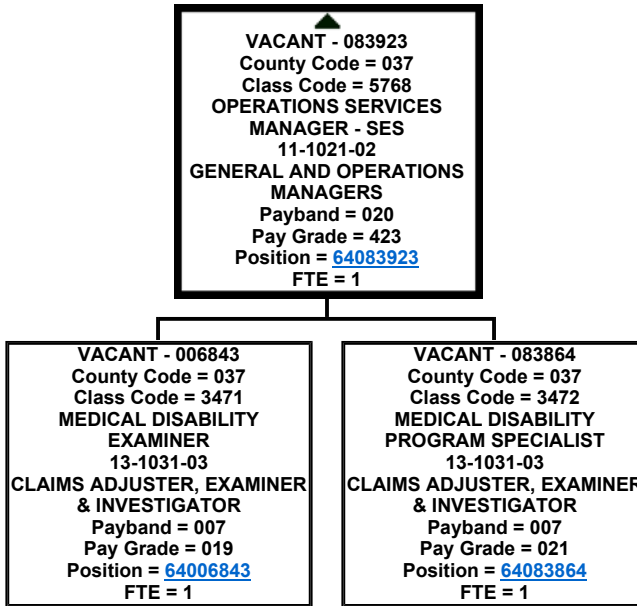 VACANT - 083923
County Code = 037
Class Code = 5768
OPERATIONS SERVICES
MANAGER - SES
11-1021-02
GENERAL AND OPERATIONS
MANAGERS
Payband = 020
Pay Grade = 423
Position = 64083923
FTE = 1
VACANT - 006843
County Code = 037
Class Code = 3471
MEDICAL DISABILITY
EXAMINER
13-1031-03
CLAIMS ADJUSTER, EXAMINER
& INVESTIGATOR
Payband = 007
Pay Grade = 019
Position = 64006843
FTE = 1
VACANT - 083864
County Code = 037
Class Code = 3472
MEDICAL DISABILITY
PROGRAM SPECIALIST
13-1031-03
CLAIMS ADJUSTER, EXAMINER
& INVESTIGATOR
Payband = 007
Pay Grade = 021
Position = 64083864
FTE = 1